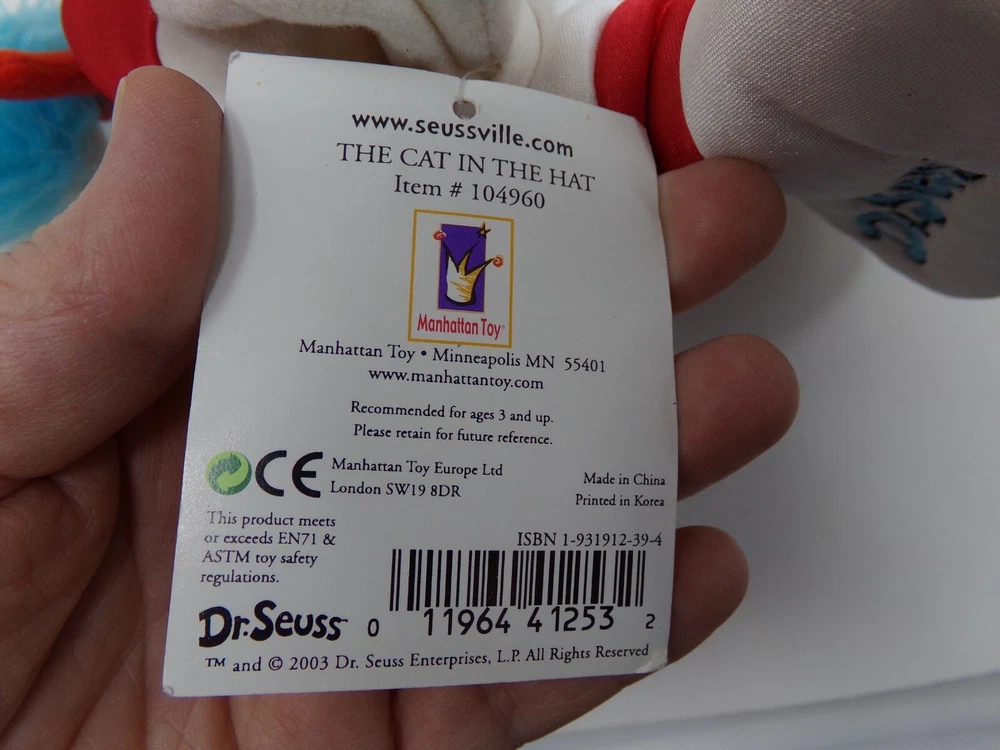 www.seussville.com
THE CAT IN THE HAT
Item # 104960
Manhattan Toy™
Manhattan Toy • Minneapolis MN 55401
www.manhattantoy.com
Recommended for ages 3 and up.
Please retain for future reference.
CE
Manhattan Toy Europe Ltd
London SW19 8DR
Made in China
Printed in Korea
This product meets
or exceeds EN71 &
ASTM toy safety
regulations.
ISBN 1-931912-39-4
Dr. Seuss™
0 11964 41253 2
™ and © 2003 Dr. Seuss Enterprises, L.P. All Rights Reserved